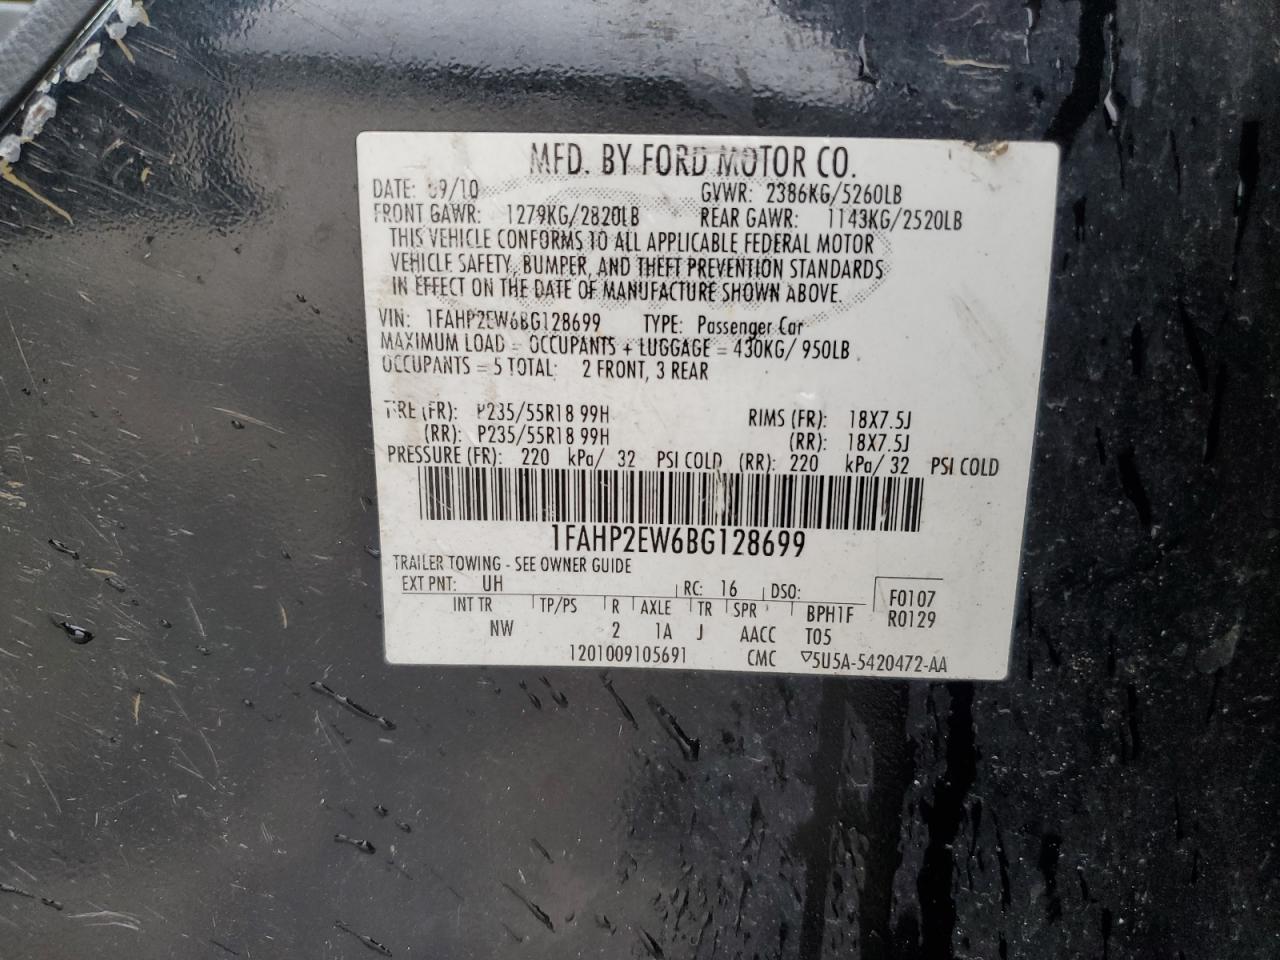 MFD. BY FORD MOTOR CO.
DATE: 09/10 GVWR: 2386KG/5260LB
FRONT GAWR: 1279KG/2820LB REAR GAWR: 1143KG/2520LB
THIS VEHICLE CONFORMS TO ALL APPLICABLE FEDERAL MOTOR
VEHICLE SAFETY, BUMPER, AND THEFT PREVENTION STANDARDS
IN EFFECT ON THE DATE OF MANUFACTURE SHOWN ABOVE.
VIN: 1FAHP2EW6BG128699 TYPE: Passenger Car
MAXIMUM LOAD = OCCUPANTS + LUGGAGE = 430KG/ 950LB
OCCUPANTS = 5 TOTAL: 2 FRONT, 3 REAR
TIRE (FR): P235/55R18 99H RIMS (FR): 18X7.5J
(RR): P235/55R18 99H (RR): 18X7.5J
PRESSURE (FR): 220 kPa/ 32 PSI COLD (RR): 220 kPa/ 32 PSI COLD
1FAHP2EW6BG128699
TRAILER TOWING - SEE OWNER GUIDE
EXT PNT: UH RC: 16 DSO: F0107
INT TR TP/PS R AXLE TR SPR BPH1F R0129
NW 2 1A J AACC T05
1201009105691 CMC ▽5U5A-5420472-AA